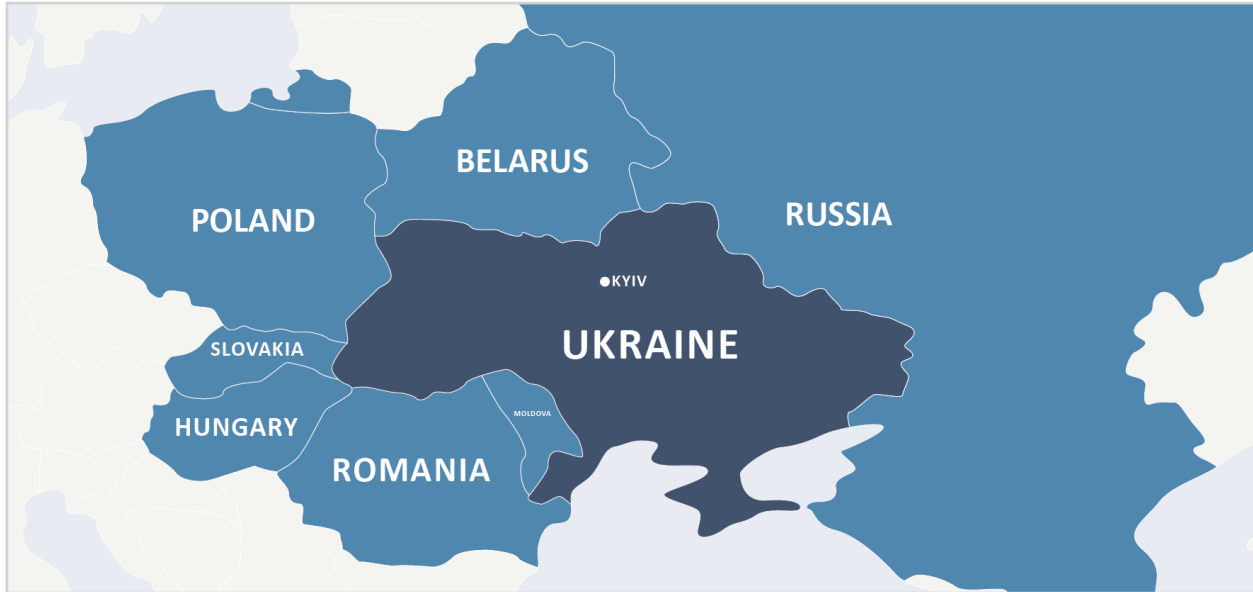 BELARUS
POLAND
RUSSIA
KYIV
UKRAINE
SLOVAKIA
MOLDOVA
HUNGARY
ROMANIA